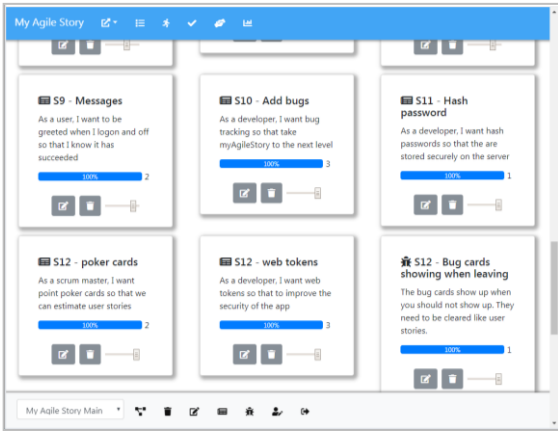 My Agile Story
S9 - Messages
As a user, I want to be
greeted when I logon and off
so that I know it has
succeeded
100% 2
S10 - Add bugs
As a developer, I want bug
tracking so that take
myAgileStory to the next level
100% 3
S11 - Hash
password
As a developer, I want hash
passwords so that the are
stored securely on the server
100% 1
S12 - poker cards
As a scrum master, I want
point poker cards so that we
can estimate user stories
100% 2
S12 - web tokens
As a developer, I want web
tokens so that to improve the
security of the app
100% 3
S12 - Bug cards
showing when leaving
The bug cards show up when
you should not show up. They
need to be cleared like user
stories.
100% 1
My Agile Story Main